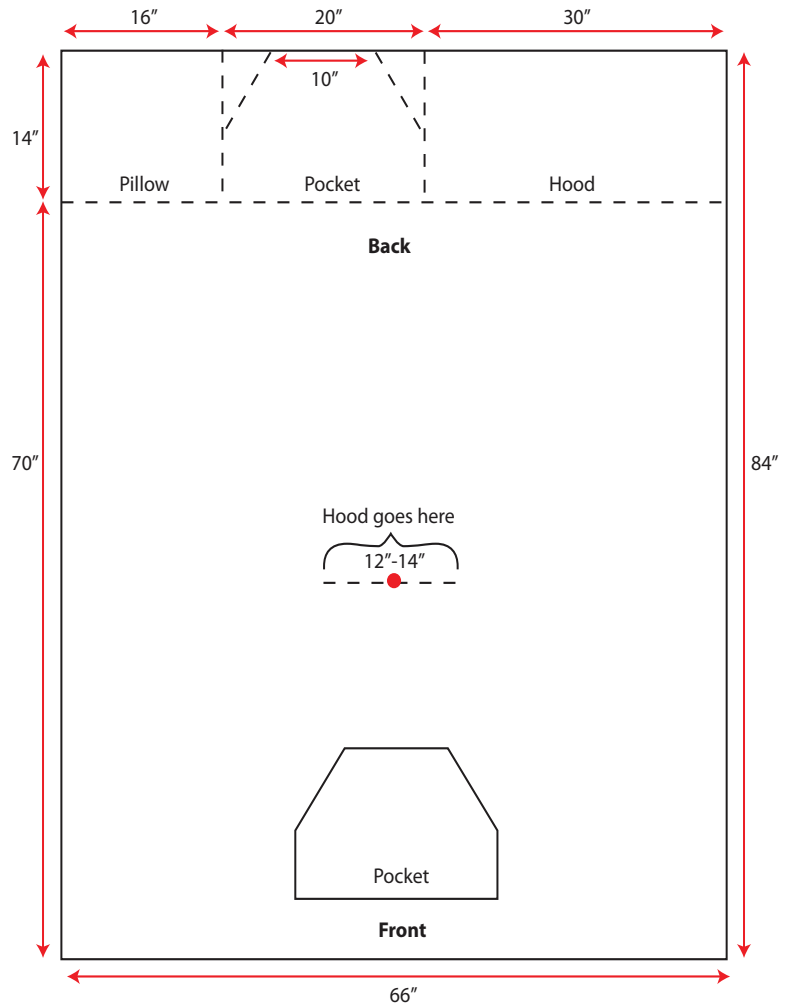 16” 20” 30”
10”
14”
Pillow Pocket Hood
Back
70” 84”
Hood goes here
12”-14”
Pocket
Front
66”